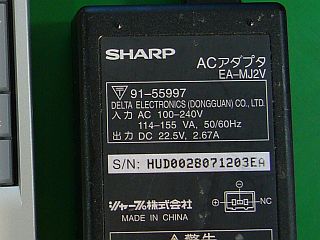 SHARP ACアダプタ
EA-MJ2V
91-55997
DELTA ELECTRONICS (DONGGUAN) CO., LTD.
入力 AC 100-240V
114-155 VA, 50/60Hz
出力 DC 22.5V, 2.67A
S/N: HUD0028071203EA
シャープ株式会社
MADE IN CHINA
NC
警告